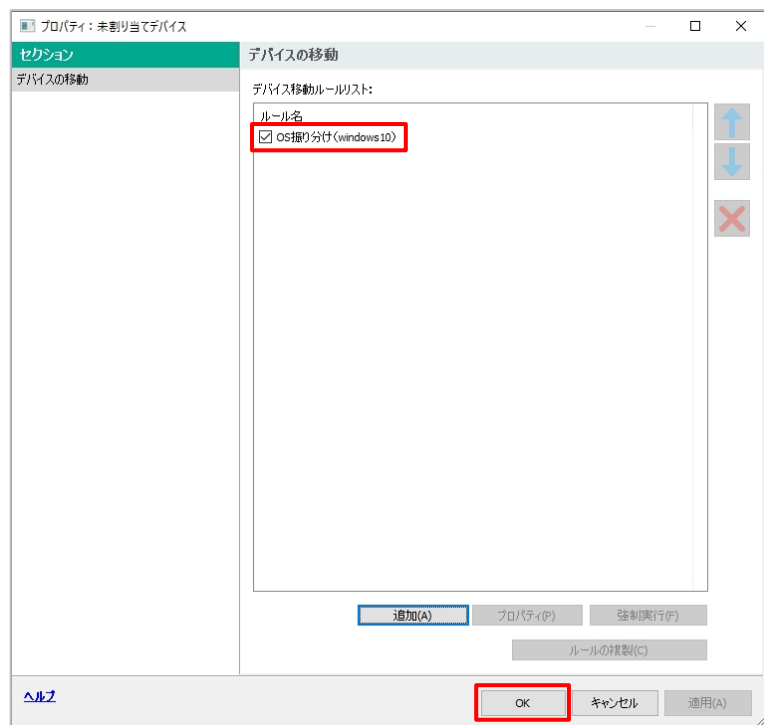 プロパティ：未割り当てデバイス
セクション
デバイスの移動
デバイスの移動
デバイス移動ルールリスト：
ルール名
OS振り分け（windows10）
追加(A)
プロパティ(P)
強制実行(F)
ルールの複製(C)
ヘルプ
OK
キャンセル
適用(A)